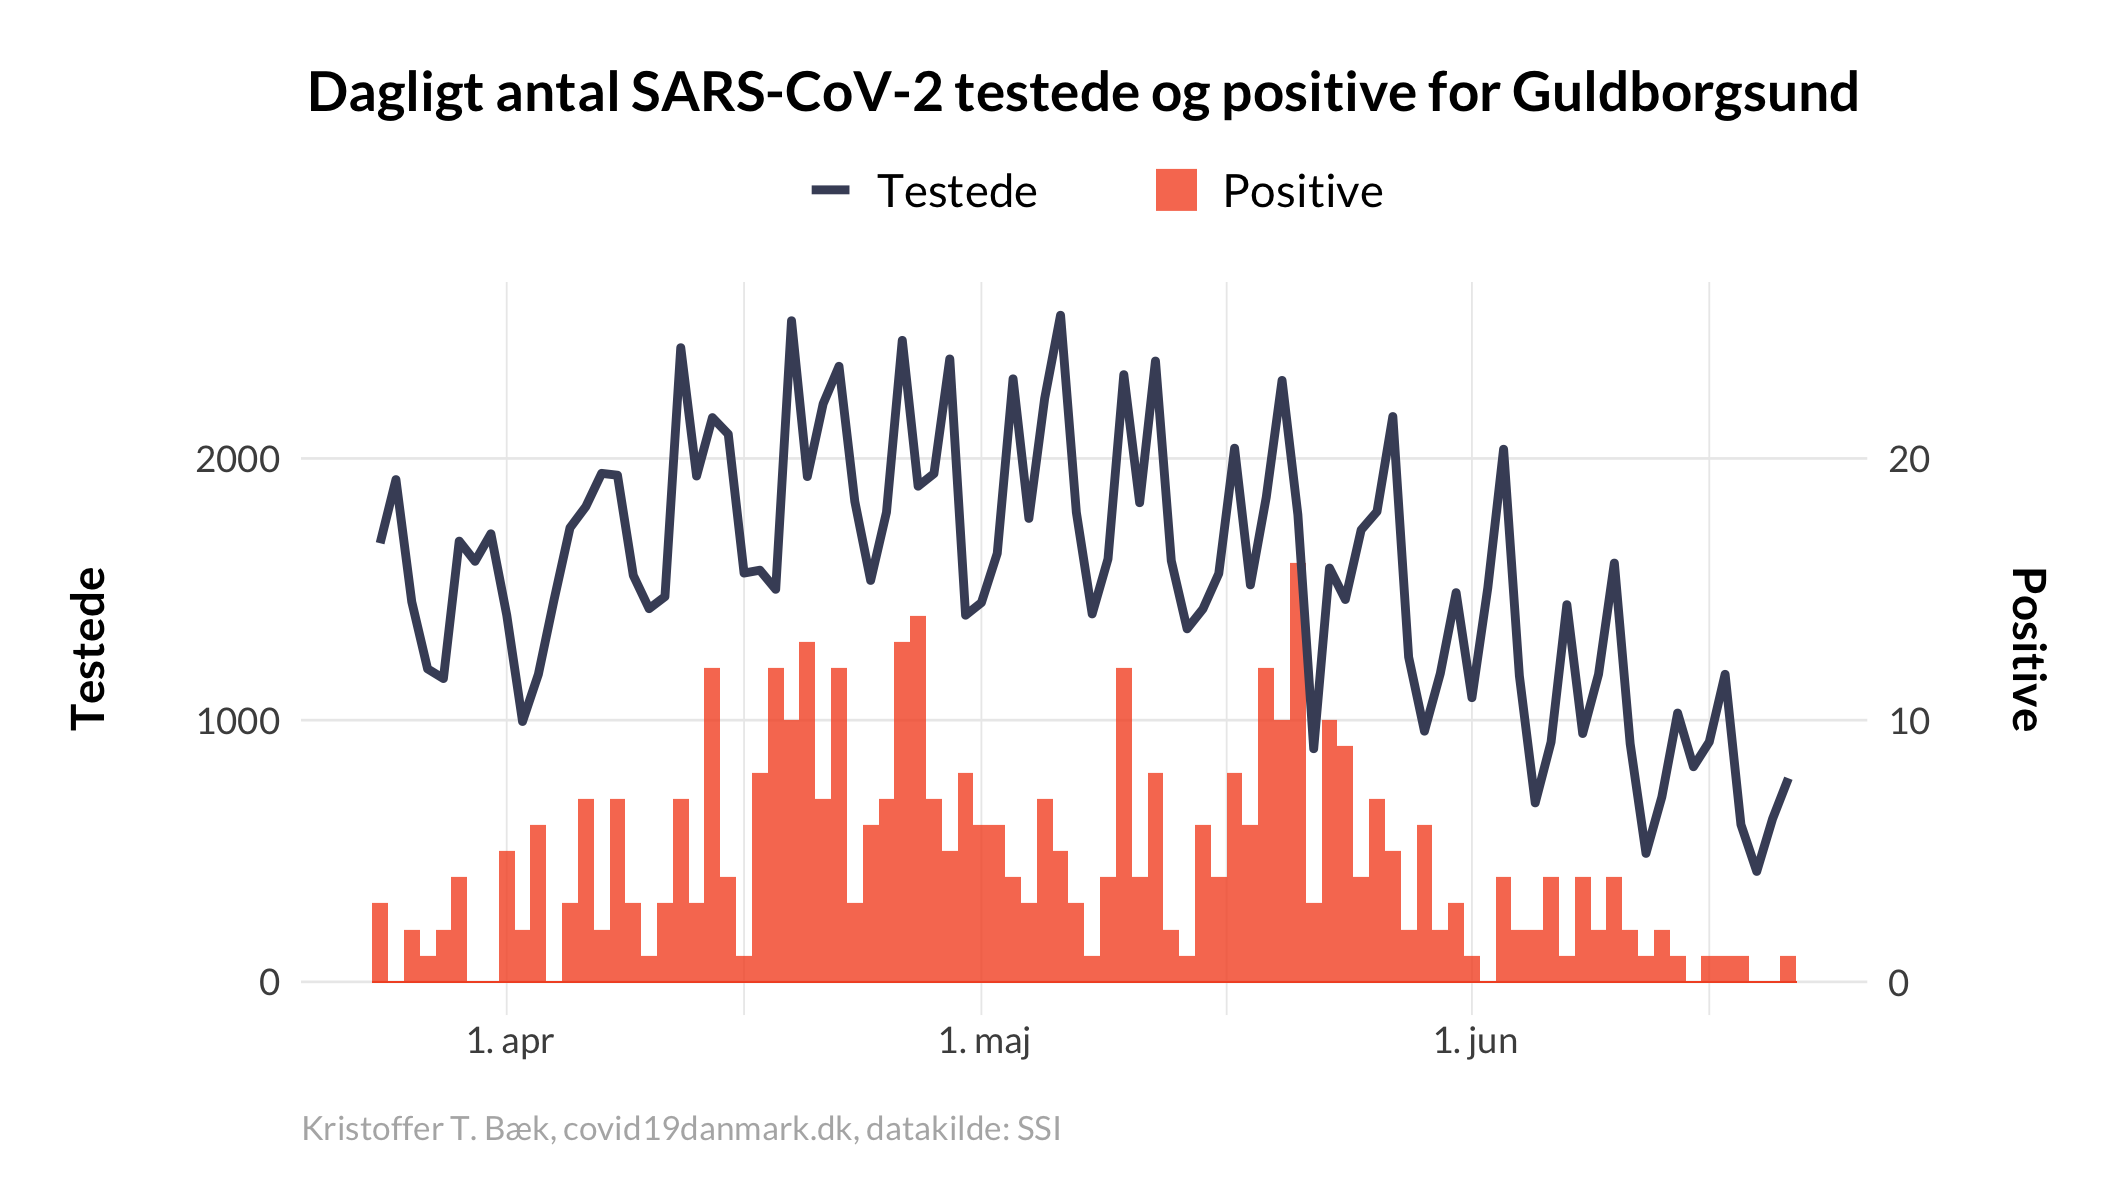 Dagligt antal SARS-CoV-2 testede og positive for Guldborgsund
Testede
Positive
Testede
2000
1000
0
20
10
0
Positive
1. apr
1. maj
1. jun
Kristoffer T. Bæk, covid19danmark.dk, datakilde: SSI